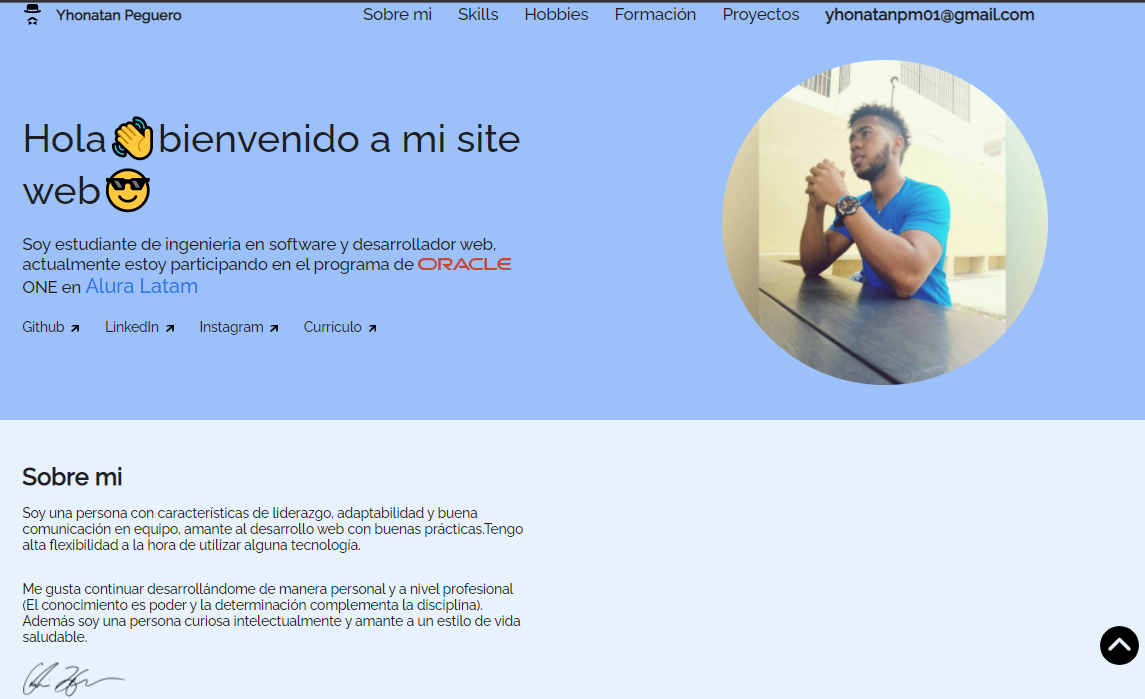 Yhonatan Peguero Sobre mi Skills Hobbies Formación Proyectos yhonatanpm01@gmail.com
Hola👋bienvenido a mi site
web😎
Soy estudiante de ingenieria en software y desarrollador web,
actualmente estoy participando en el programa de ORACLE
ONE en Alura Latam
Github LinkedIn Instagram Currículo
Sobre mi
Soy una persona con características de liderazgo, adaptabilidad y buena
comunicación en equipo, amante al desarrollo web con buenas prácticas.Tengo
alta flexibilidad a la hora de utilizar alguna tecnología.
Me gusta continuar desarrollándome de manera personal y a nivel profesional
(El conocimiento es poder y la determinación complementa la disciplina).
Además soy una persona curiosa intelectualmente y amante a un estilo de vida
saludable.